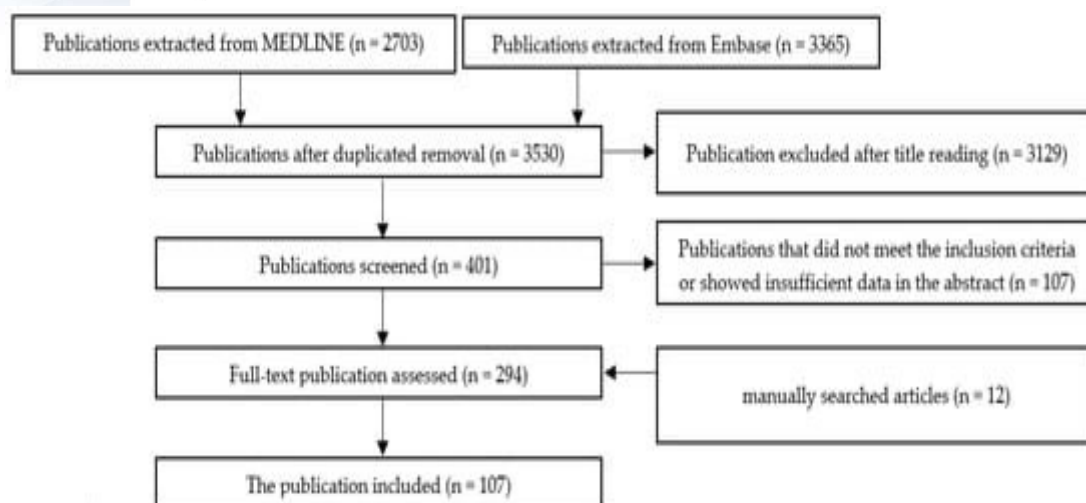 Publications extracted from MEDLINE (n = 2703)
Publications extracted from Embase (n = 3365)
Publications after duplicated removal (n = 3530)
Publication excluded after title reading (n = 3129)
Publications screened (n = 401)
Publications that did not meet the inclusion criteria
or showed insufficient data in the abstract (n = 107)
Full-text publication assessed (n = 294)
manually searched articles (n = 12)
The publication included (n = 107)